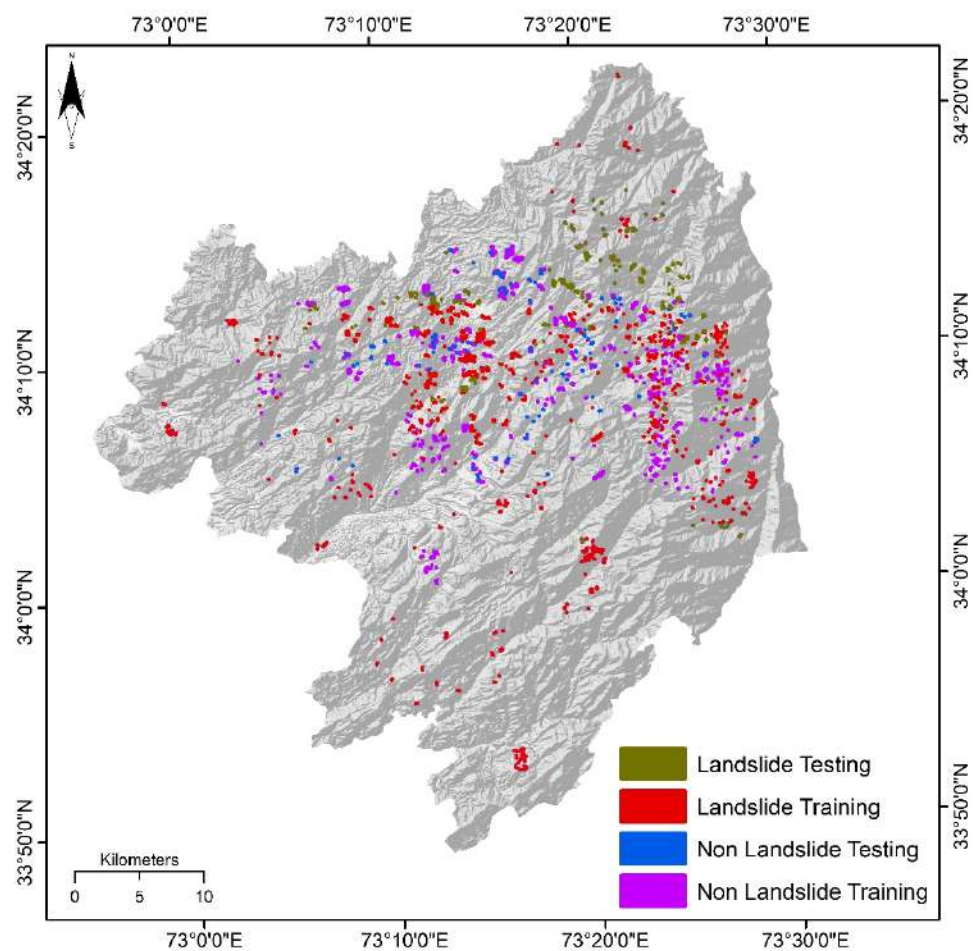 73°0'0"E 73°10'0"E 73°20'0"E 73°30'0"E
N
S
34°20'0"N
34°20'0"N
34°10'0"N
34°10'0"N
34°0'0"N
34°0'0"N
33°50'0"N
33°50'0"N
Landslide Testing
Landslide Training
Non Landslide Testing
Non Landslide Training
Kilometers
0 5 10
73°0'0"E 73°10'0"E 73°20'0"E 73°30'0"E